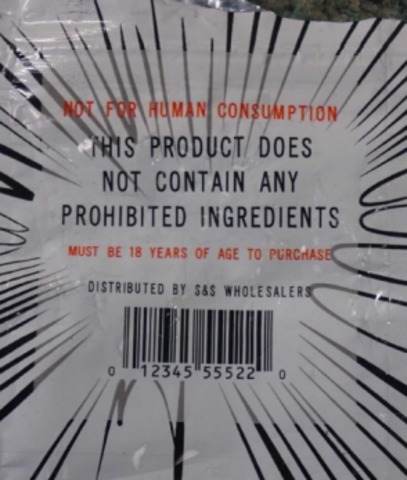 NOT FOR HUMAN CONSUMPTION
THIS PRODUCT DOES
NOT CONTAIN ANY
PROHIBITED INGREDIENTS
MUST BE 18 YEARS OF AGE TO PURCHASE
DISTRIBUTED BY S&S WHOLESALERS
0 12345 55522 0